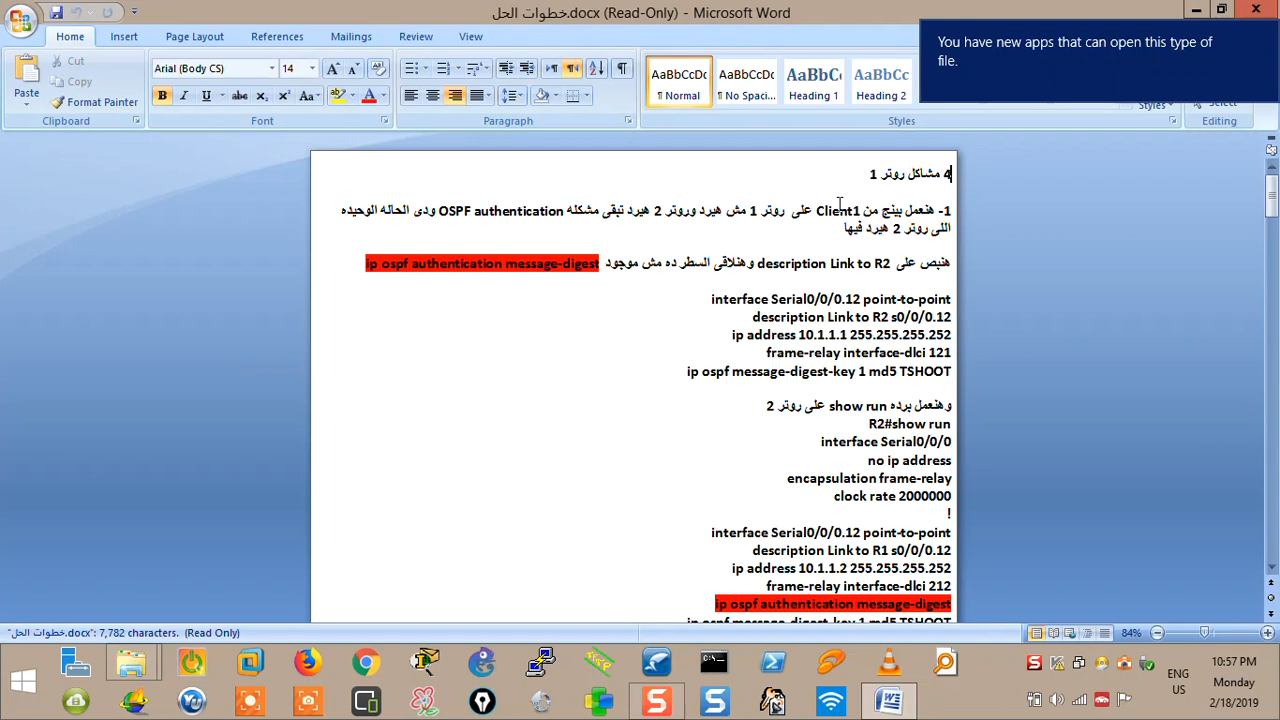 خطوات الحل.docx (Read-Only) - Microsoft Word
Home Insert Page Layout References Mailings Review View
You have new apps that can open this type of file.
Paste
Cut
Copy
Format Painter
Clipboard
Arial (Body CS) 14
Font
Paragraph
AaBbCcDc AaBbCcDc AaBbC AaBbCc
¶ Normal ¶ No Spaci... Heading 1 Heading 2
Styles
Styles
Editing
4 مشاكل روتر 1
1- هنعمل بينج من Client1 على روتر 1 مش هيرد وروتر 2 هيرد تبقى مشكله OSPF authentication ودى الحاله الوحيده
اللى روتر 2 هيرد فيها
هنبص على description Link to R2 وهنلاقى السطر ده مش موجود ip ospf authentication message-digest
interface Serial0/0/0.12 point-to-point
description Link to R2 s0/0/0.12
ip address 10.1.1.1 255.255.255.252
frame-relay interface-dlci 121
ip ospf message-digest-key 1 md5 TSHOOT
وهنعمل برده show run على روتر 2
R2#show run
interface Serial0/0/0
no ip address
encapsulation frame-relay
clock rate 2000000
!
interface Serial0/0/0.12 point-to-point
description Link to R1 s0/0/0.12
ip address 10.1.1.2 255.255.255.252
frame-relay interface-dlci 212
ip ospf authentication message-digest
ip ospf message-digest-key 1 md5 TSHOOT
"خطوات الحل.docx": 7,782 characters. (Read Only)
84%
ENG
US
10:57 PM
Monday
2/18/2019